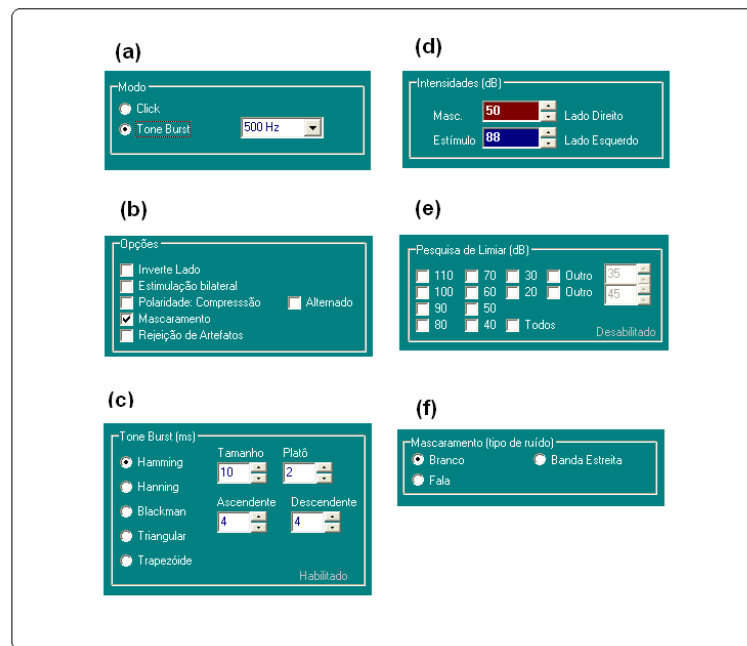 (a)
Modo
Click
Tone Burst 500 Hz
(b)
Opções
Inverte Lado
Estimulação bilateral
Polaridade: Compresssão Alternado
Mascaramento
Rejeição de Artefatos
(c)
Tone Burst (ms)
Hamming
Hanning
Blackman
Triangular
Trapezóide
Tamanho Platô
10 2
Ascendente Descendente
4 4
Habilitado
(d)
Intensidades (dB)
Masc. 50 Lado Direito
Estímulo 88 Lado Esquerdo
(e)
Pesquisa de Limiar (dB)
110 70 30 Outro 35
100 60 20 Outro 45
90 50
80 40 Todos
Desabilitado
(f)
Mascaramento (tipo de ruído)
Branco Banda Estreita
Fala